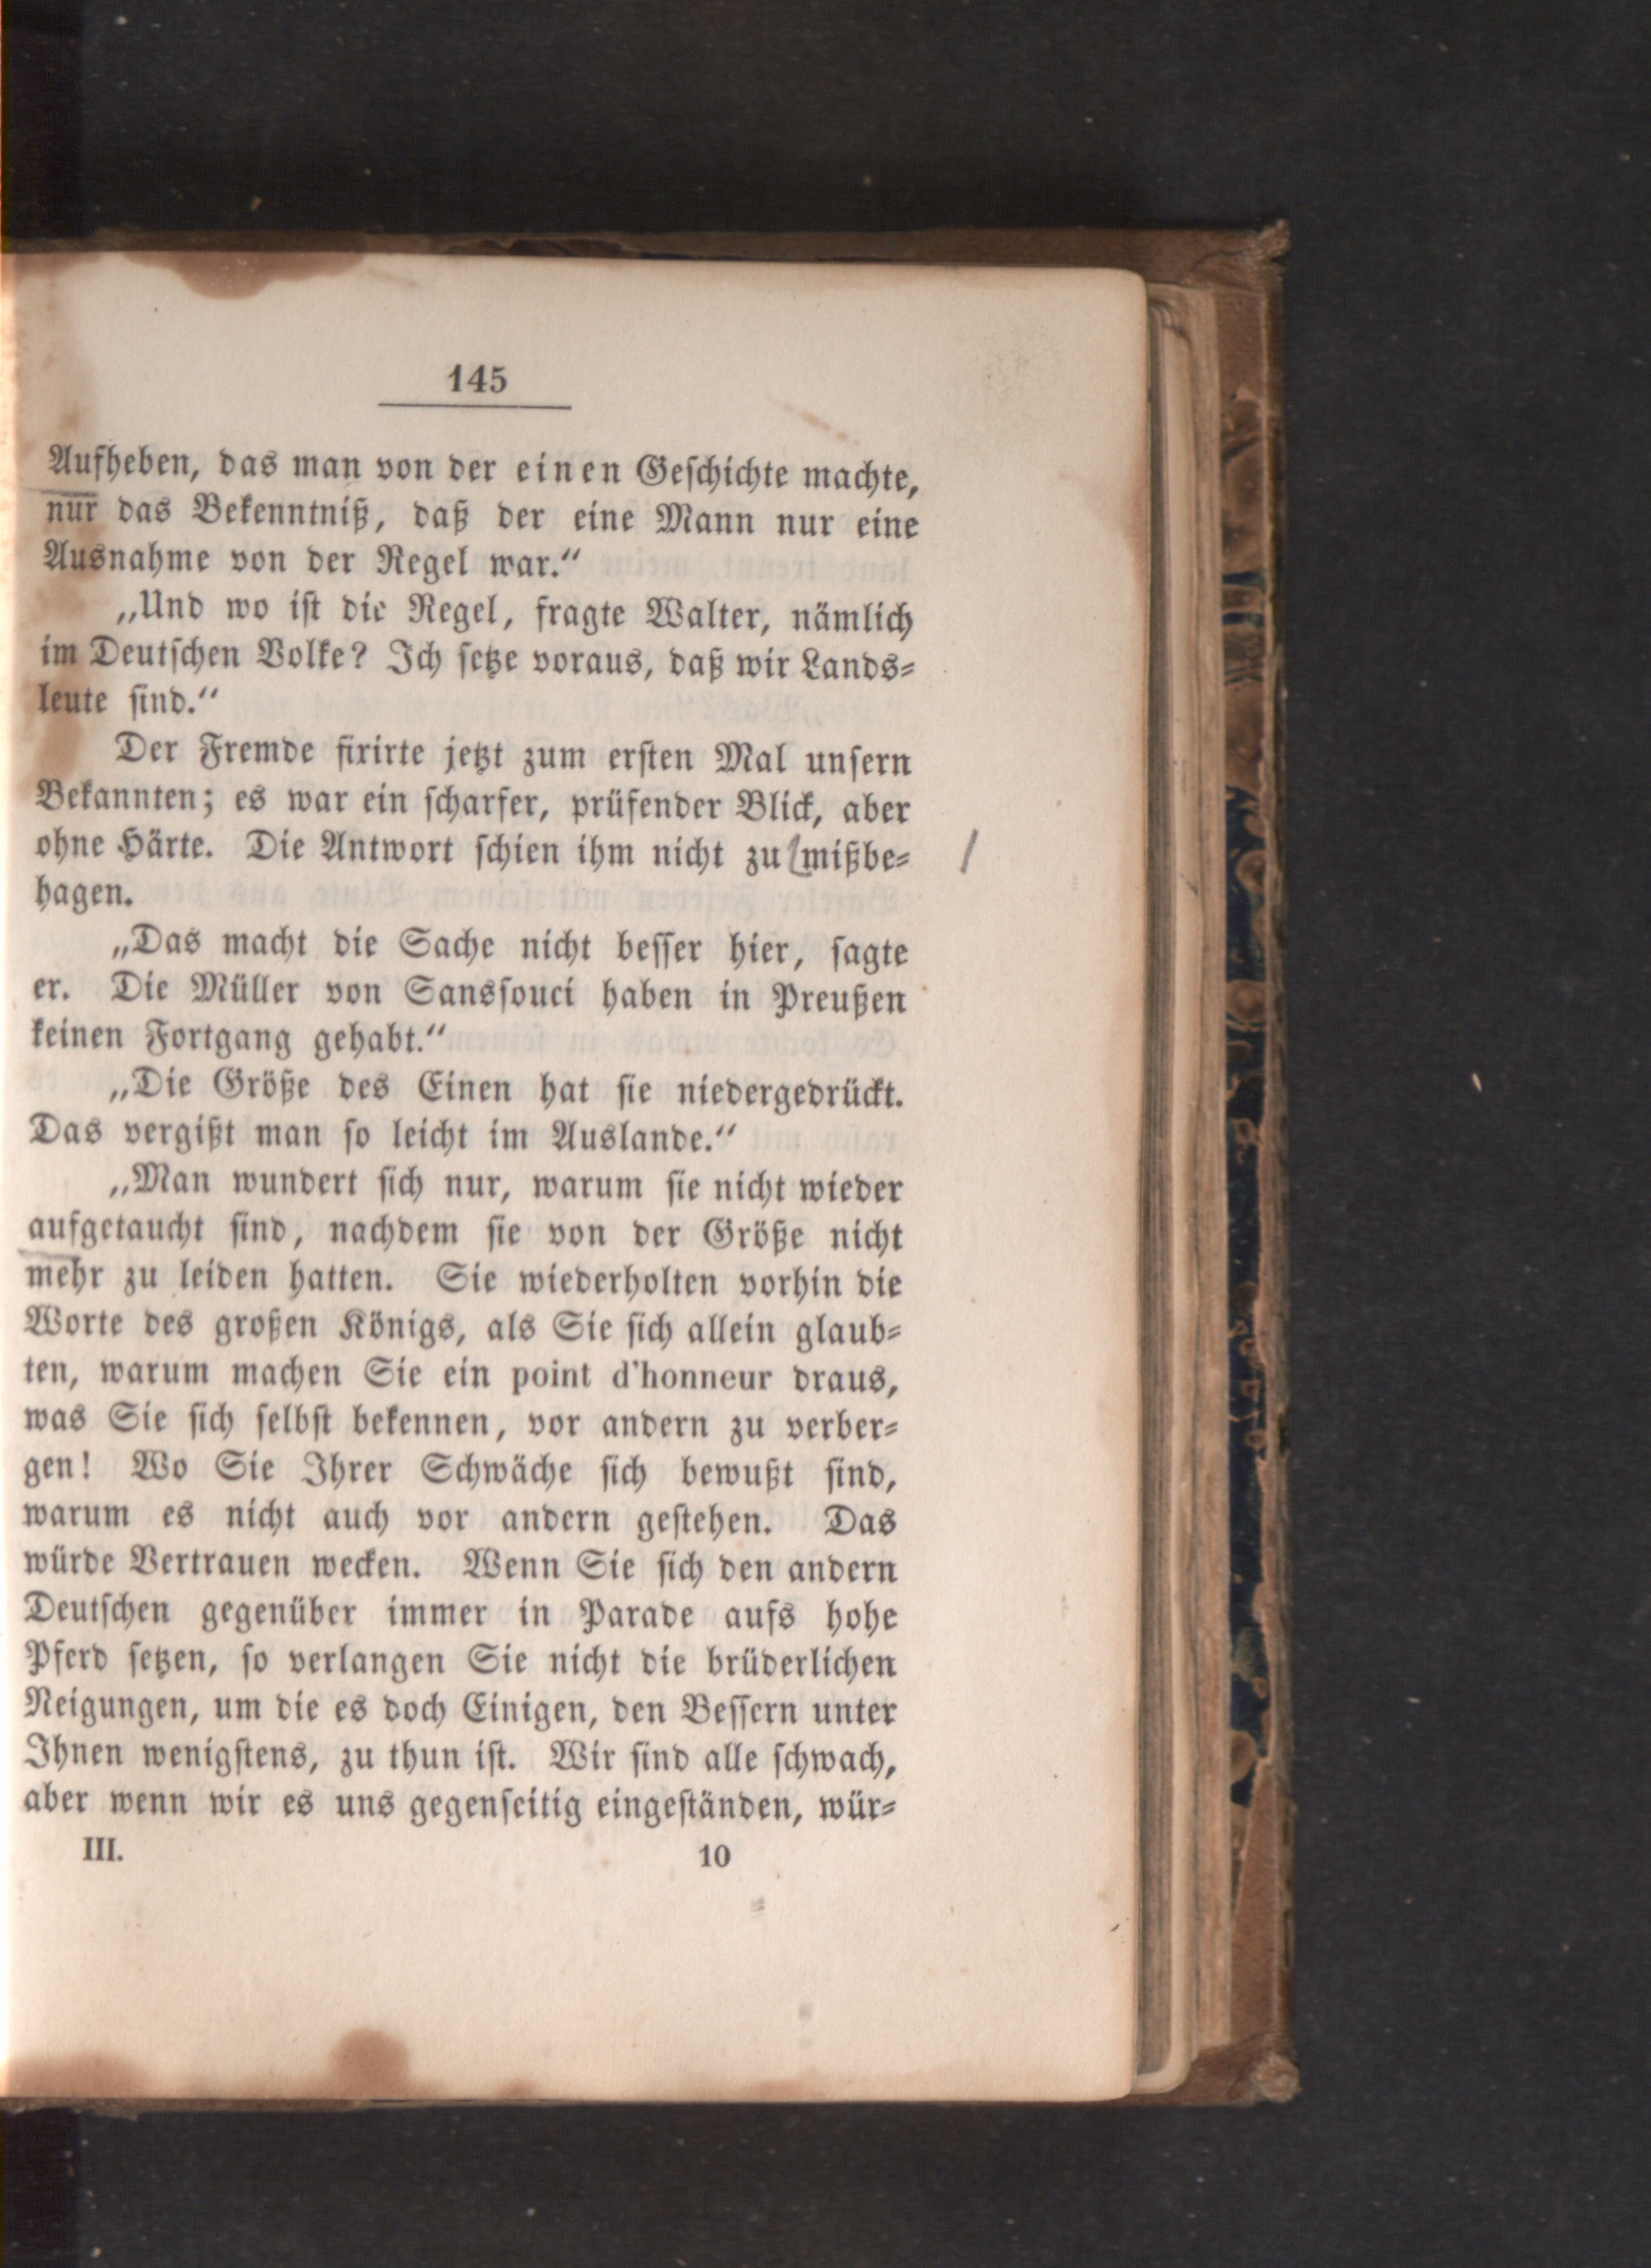 145
Aufheben, das man von der einen Geſchichte machte,
nur das Bekenntniß, daß der eine Mann nur eine
Ausnahme von der Regel war.“
„Und wo iſt die Regel, fragte Walter, nämlich
im Deutſchen Volke? Ich ſetze voraus, daß wir Lands⸗
leute ſind.“
Der Fremde fixirte jetzt zum erſten Mal unſern
Bekannten; es war ein ſcharfer, prüfender Blick, aber
ohne Härte. Die Antwort ſchien ihm nicht zu mißbe⸗
hagen.
„Das macht die Sache nicht beſſer hier, ſagte
er. Die Müller von Sansſouci haben in Preußen
keinen Fortgang gehabt.“
„Die Größe des Einen hat ſie niedergedrückt.
Das vergißt man ſo leicht im Auslande.“
„Man wundert ſich nur, warum ſie nicht wieder
aufgetaucht ſind, nachdem ſie von der Größe nicht
mehr zu leiden hatten. Sie wiederholten vorhin die
Worte des großen Königs, als Sie ſich allein glaub⸗
ten, warum machen Sie ein point d'honneur draus,
was Sie ſich ſelbſt bekennen, vor andern zu verber⸗
gen! Wo Sie Ihrer Schwäche ſich bewußt ſind,
warum es nicht auch vor andern geſtehen. Das
würde Vertrauen wecken. Wenn Sie ſich den andern
Deutſchen gegenüber immer in Parade aufs hohe
Pferd ſetzen, ſo verlangen Sie nicht die brüderlichen
Neigungen, um die es doch Einigen, den Beſſern unter
Ihnen wenigſtens, zu thun iſt. Wir ſind alle ſchwach,
aber wenn wir es uns gegenſeitig eingeſtänden, wür⸗
III. 10